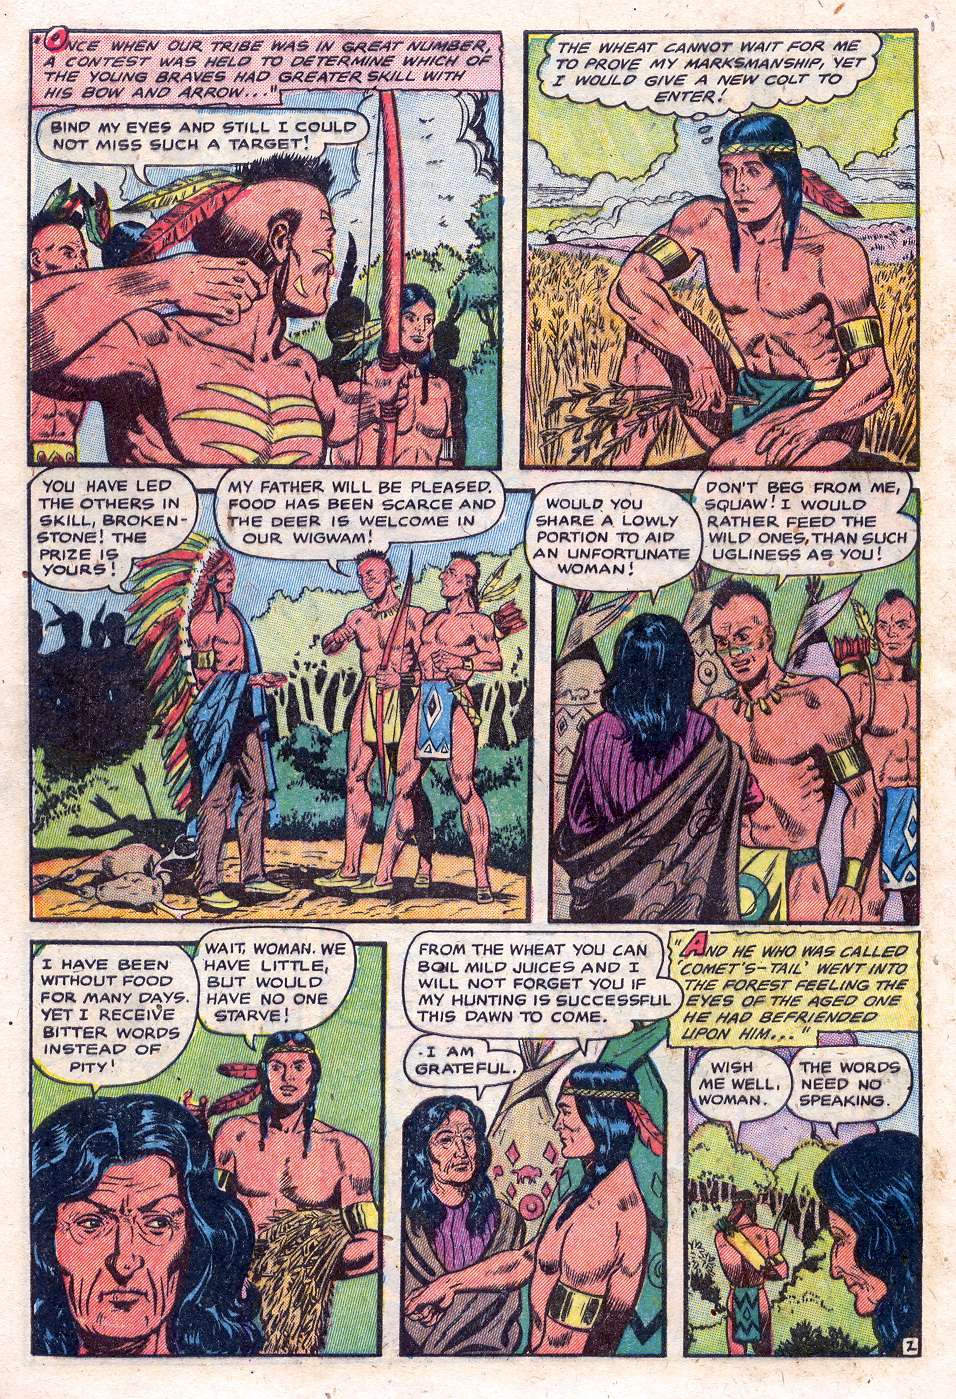 "ONCE WHEN OUR TRIBE WAS IN GREAT NUMBER,
A CONTEST WAS HELD TO DETERMINE WHICH OF
THE YOUNG BRAVES HAD GREATER SKILL WITH
HIS BOW AND ARROW..."
BIND MY EYES AND STILL I COULD
NOT MISS SUCH A TARGET!
THE WHEAT CANNOT WAIT FOR ME
TO PROVE MY MARKSMANSHIP, YET
I WOULD GIVE A NEW COLT TO
ENTER!
YOU HAVE LED
THE OTHERS IN
SKILL, BROKEN-
STONE! THE
PRIZE IS
YOURS!
MY FATHER WILL BE PLEASED.
FOOD HAS BEEN SCARCE AND
THE DEER IS WELCOME IN
OUR WIGWAM!
WOULD YOU
SHARE A LOWLY
PORTION TO AID
AN UNFORTUNATE
WOMAN!
DON'T BEG FROM ME,
SQUAW! I WOULD
RATHER FEED THE
WILD ONES, THAN SUCH
UGLINESS AS YOU!
I HAVE BEEN
WITHOUT FOOD
FOR MANY DAYS.
YET I RECEIVE
BITTER WORDS
INSTEAD OF
PITY!
WAIT, WOMAN. WE
HAVE LITTLE,
BUT WOULD
HAVE NO ONE
STARVE!
FROM THE WHEAT YOU CAN
BOIL MILD JUICES AND I
WILL NOT FORGET YOU IF
MY HUNTING IS SUCCESSFUL
THIS DAWN TO COME.
I AM
GRATEFUL.
"AND HE WHO WAS CALLED
'COMET'S-TAIL' WENT INTO
THE FOREST FEELING THE
EYES OF THE AGED ONE
HE HAD BEFRIENDED
UPON HIM..."
WISH
ME WELL,
WOMAN.
THE WORDS
NEED NO
SPEAKING.
2